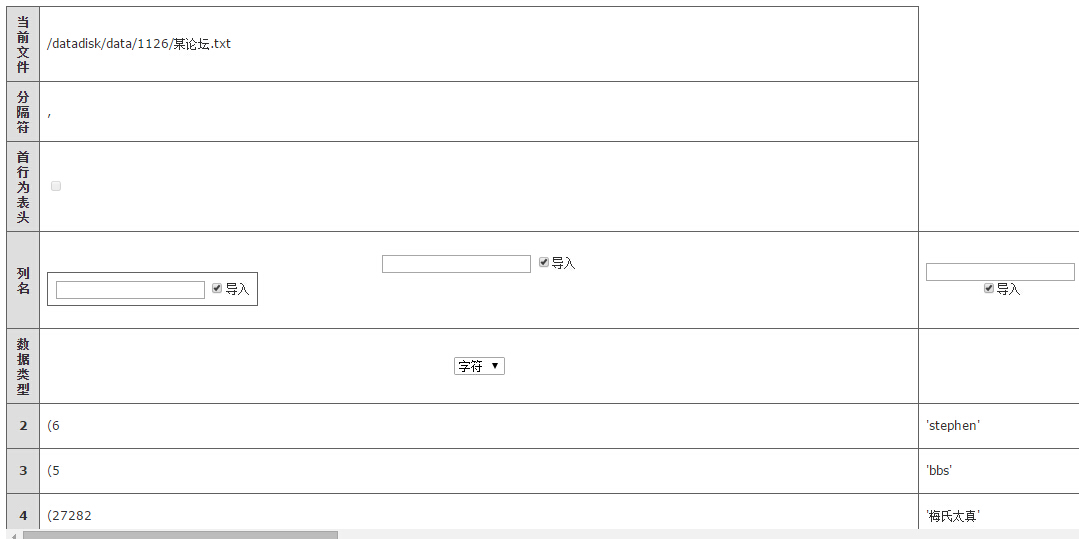 当前文件 /datadisk/data/1126/某论坛.txt
分隔符 ,
首行为表头
列名 导入 导入 导入
数据类型 字符
2 (6 'stephen'
3 (5 'bbs'
4 (27282 '梅氏太真'